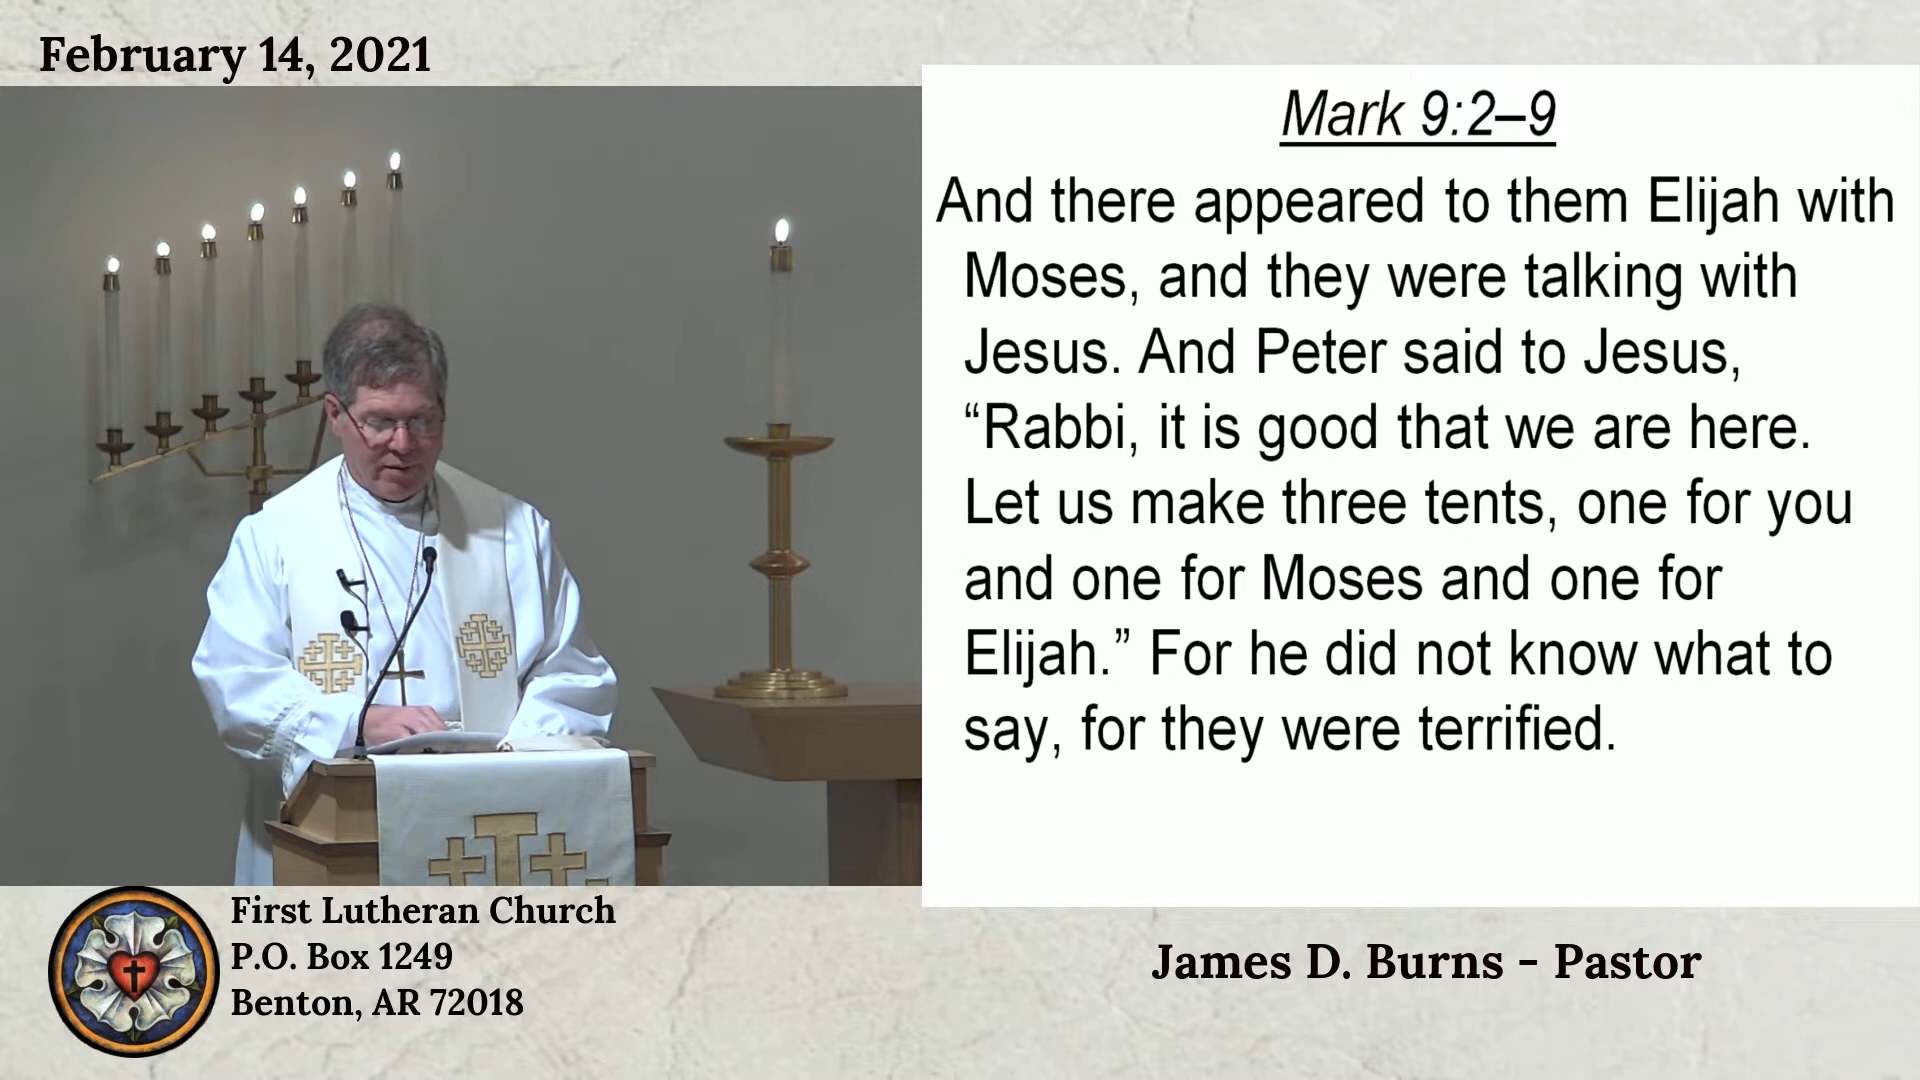 February 14, 2021
Mark 9:2–9
And there appeared to them Elijah with
Moses, and they were talking with
Jesus. And Peter said to Jesus,
“Rabbi, it is good that we are here.
Let us make three tents, one for you
and one for Moses and one for
Elijah.” For he did not know what to
say, for they were terrified.
First Lutheran Church
P.O. Box 1249
Benton, AR 72018
James D. Burns - Pastor